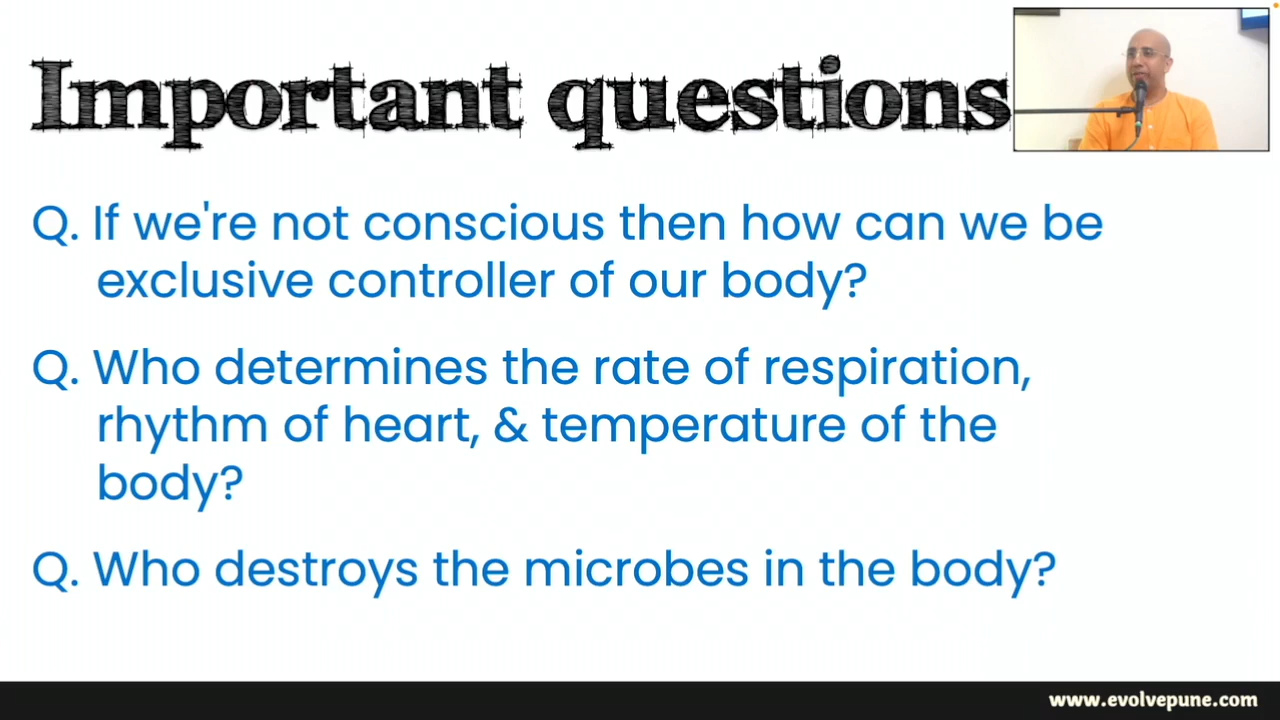 Important questions
Q. If we're not conscious then how can we be
exclusive controller of our body?
Q. Who determines the rate of respiration,
rhythm of heart, & temperature of the
body?
Q. Who destroys the microbes in the body?
www.evolvepune.com